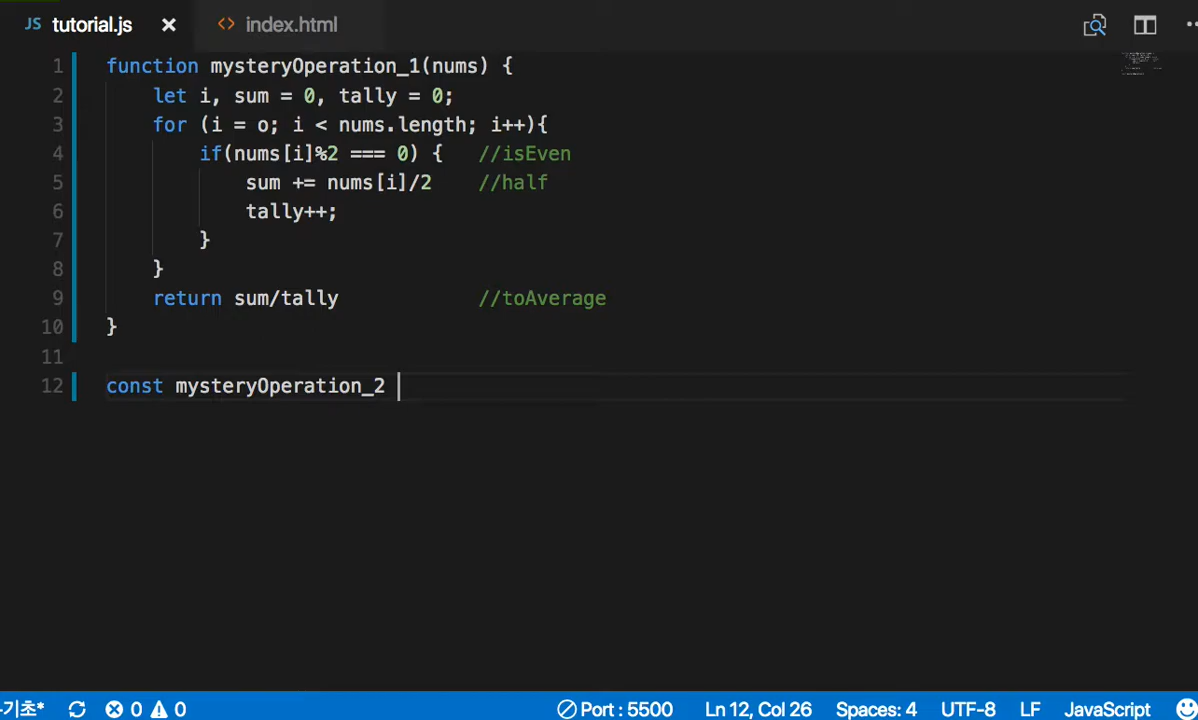 JS tutorial.js × <> index.html
1 function mysteryOperation_1(nums) {
2 let i, sum = 0, tally = 0;
3 for (i = o; i < nums.length; i++){
4 if(nums[i]%2 === 0) { //isEven
5 sum += nums[i]/2 //half
6 tally++;
7 }
8 }
9 return sum/tally //toAverage
10 }
11
12 const mysteryOperation_2
-기초* 0 0 Port : 5500 Ln 12, Col 26 Spaces: 4 UTF-8 LF JavaScript